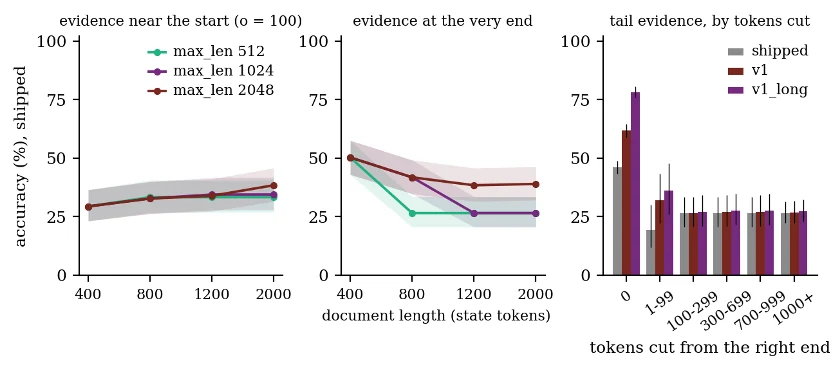 evidence near the start (o = 100)
accuracy (%), shipped
100
75
50
25
0
400
800
1200
2000
max_len 512
max_len 1024
max_len 2048
evidence at the very end
100
75
50
25
0
400
800
1200
2000
document length (state tokens)
tail evidence, by tokens cut
100
75
50
25
0
shipped
v1
v1_long
0
1-99
100-299
300-699
700-999
1000+
tokens cut from the right end